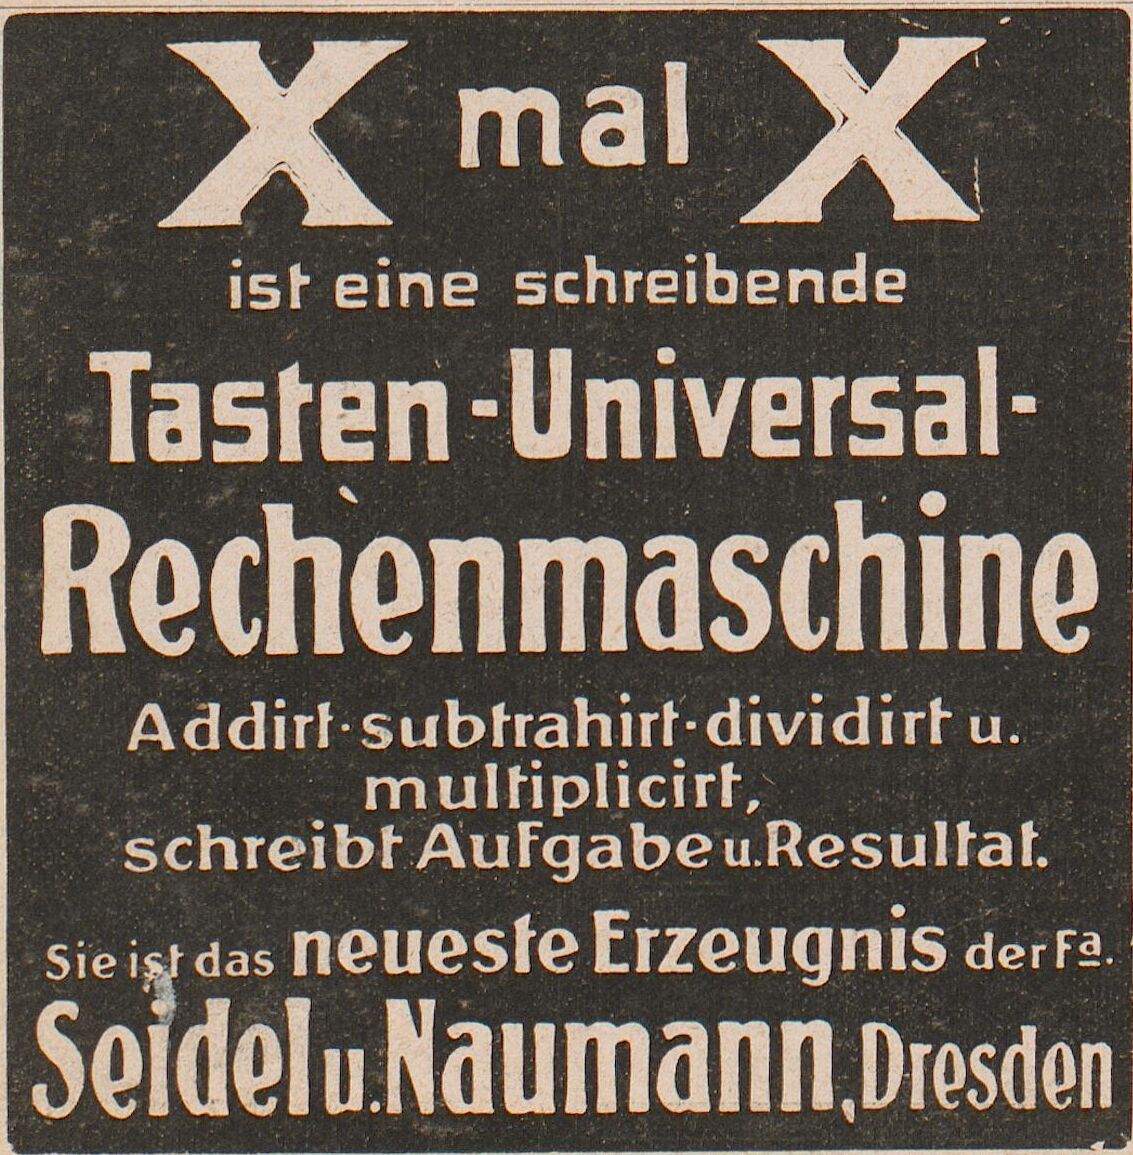 X mal X
ist eine schreibende
Tasten-Universal-
Rechenmaschine
Addirt·subtrahirt·dividirt u.
multiplicirt,
schreibt Aufgabe u. Resultat.
Sie ist das neueste Erzeugnis der Fa.
Seidel u. Naumann, Dresden